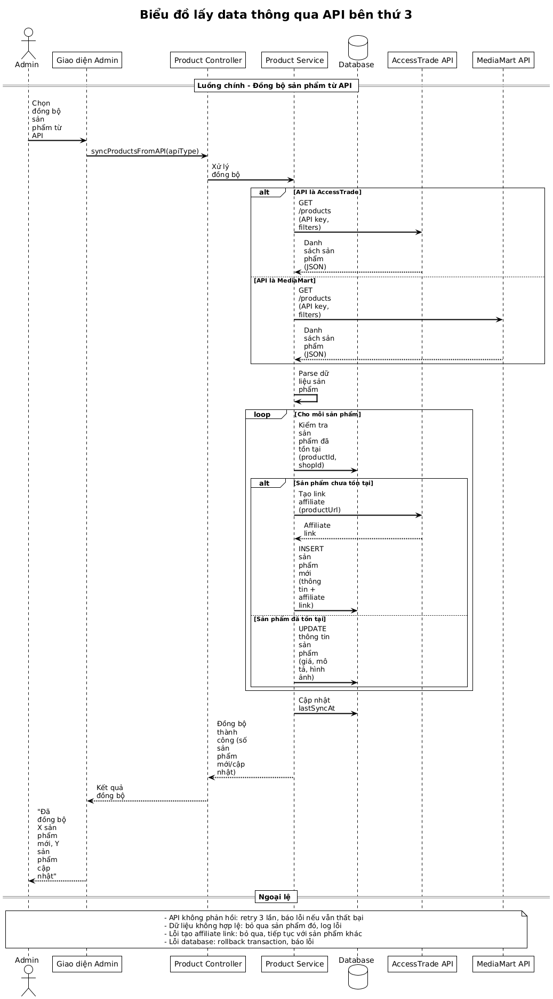 Biểu đồ lấy data thông qua API bên thứ 3
Admin
Giao diện Admin
Product Controller
Product Service
Database
AccessTrade API
MediaMart API
Luồng chính - Đồng bộ sản phẩm từ API
Chọn
đồng bộ
sản
phẩm từ
API
syncProductsFromAPI(apiType)
Xử lý
đồng bộ
alt
[API là AccessTrade]
GET
/products
(API key,
filters)
Danh
sách sản
phẩm
(JSON)
[API là MediaMart]
GET
/products
(API key,
filters)
Danh
sách sản
phẩm
(JSON)
Parse dữ
liệu sản
phẩm
loop
[Cho mỗi sản phẩm]
Kiểm tra
sản
phẩm đã
tồn tại
(productId,
shopId)
alt
[Sản phẩm chưa tồn tại]
Tạo link
affiliate
(productUrl)
Affiliate
link
INSERT
sản
phẩm
mới
(thông
tin +
affiliate
link)
[Sản phẩm đã tồn tại]
UPDATE
thông tin
sản
phẩm
(giá, mô
tả, hình
ảnh)
Cập nhật
lastSyncAt
Đồng bộ
thành
công (số
sản
phẩm
mới/cập
nhật)
Kết quả
đồng bộ
"Đã
đồng bộ
X sản
phẩm
mới, Y
sản
phẩm
cập
nhật"
Ngoại lệ
- API không phản hồi: retry 3 lần, báo lỗi nếu vẫn thất bại
- Dữ liệu không hợp lệ: bỏ qua sản phẩm đó, log lỗi
- Lỗi tạo affiliate link: bỏ qua, tiếp tục với sản phẩm khác
- Lỗi database: rollback transaction, báo lỗi
Admin
Giao diện Admin
Product Controller
Product Service
Database
AccessTrade API
MediaMart API